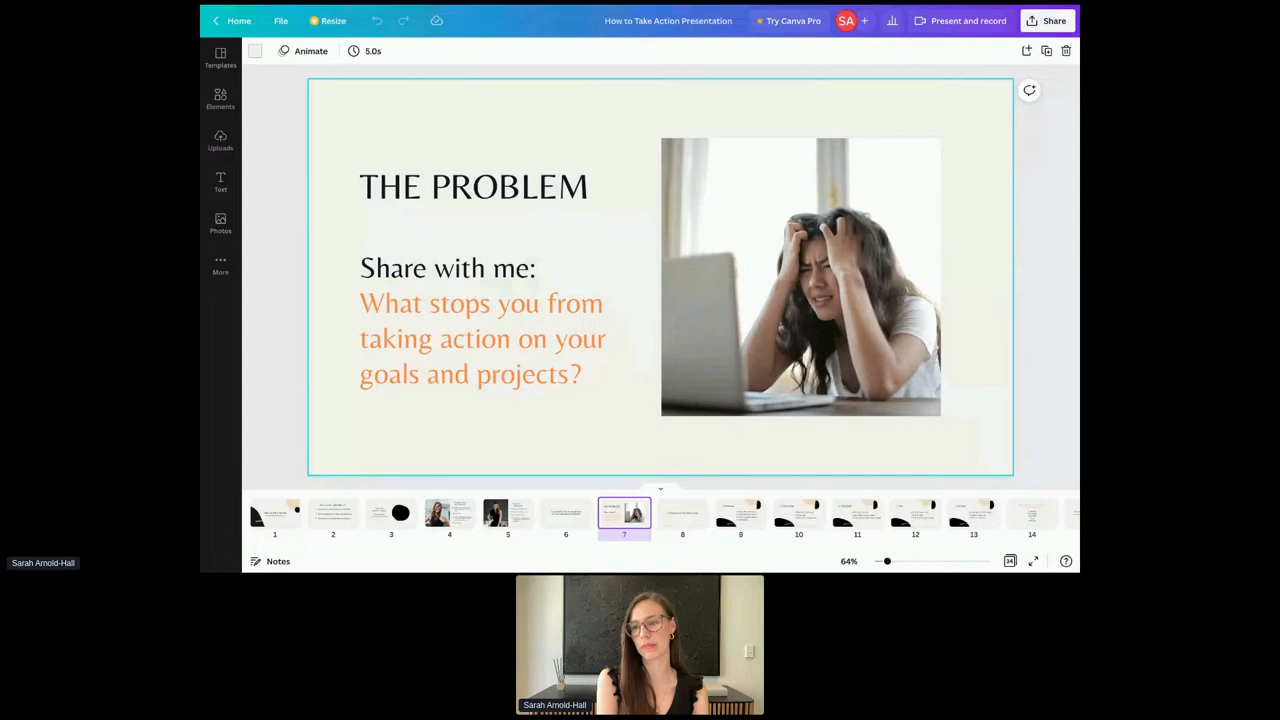 Home
File
Resize
How to Take Action Presentation
Try Canva Pro
SA
+
Present and record
Share
Templates
Animate
5.0s
Elements
Uploads
Text
Photos
More
THE PROBLEM
Share with me:
What stops you from
taking action on your
goals and projects?
1
2
3
4
5
6
7
8
9
10
11
12
13
14
Notes
64%
34
Sarah Arnold-Hall
Sarah Arnold-Hall